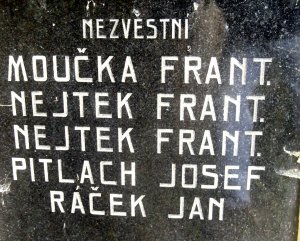 NEZVĚSTNÍ
MOUČKA FRANT.
NEJTEK FRANT.
NEJTEK FRANT.
PITLACH JOSEF
RÁČEK JAN